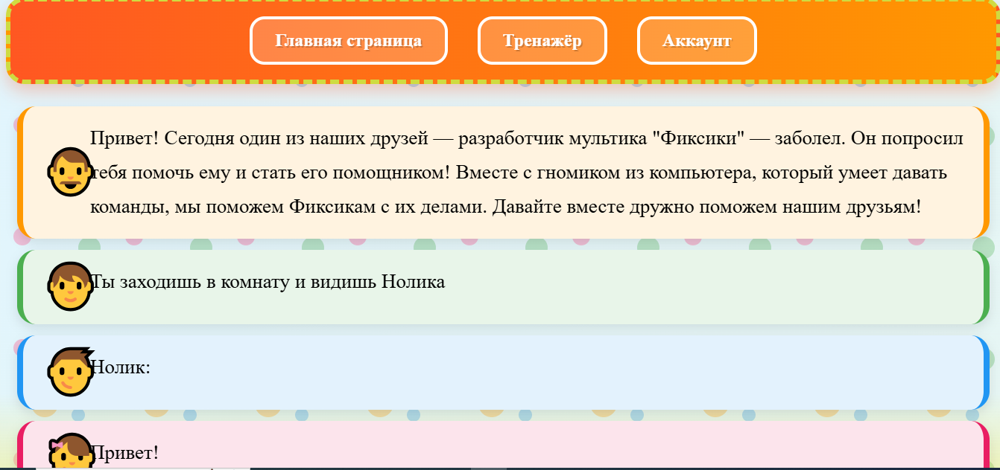 Главная страница
Тренажёр
Аккаунт
Привет! Сегодня один из наших друзей — разработчик мультика "Фиксики" — заболел. Он попросил
тебя помочь ему и стать его помощником! Вместе с гномиком из компьютера, который умеет давать
команды, мы поможем Фиксикам с их делами. Давайте вместе дружно поможем нашим друзьям!
Ты заходишь в комнату и видишь Нолика
Нолик:
Привет!